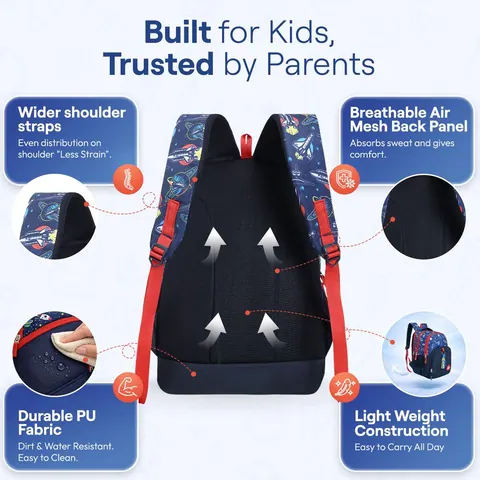 Built for Kids,
Trusted by Parents
Wider shoulder
straps
Even distribution on
shoulder "Less Strain".
Breathable Air
Mesh Back Panel
Absorbs sweat and gives
comfort.
Durable PU
Fabric
Dirt & Water Resistant.
Easy to Clean.
Light Weight
Construction
Easy to Carry All Day